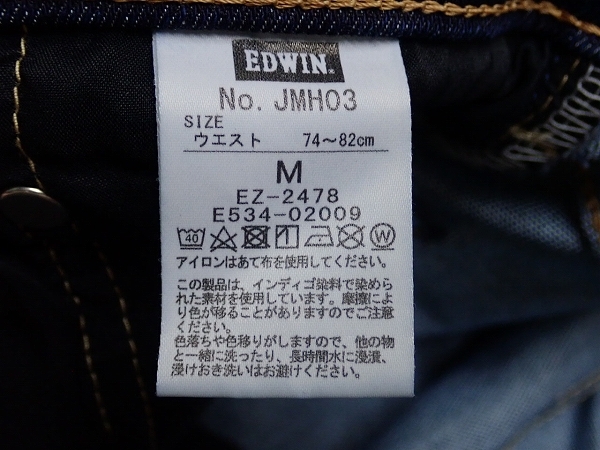 EDWIN
No. JMH03
SIZE
ウエスト 74〜82cm
M
EZ-2478
E534-02009
40 W
アイロンはあて布を使用してください。
この製品は、インディゴ染料で染めら
れた素材を使用しています。摩擦によ
り色が移ることがありますのでご注意
ください。
色落ちや色移りがしますので、他の物
と一緒に洗ったり、長時間水に浸漬、
浸けおき洗いはお避けください。